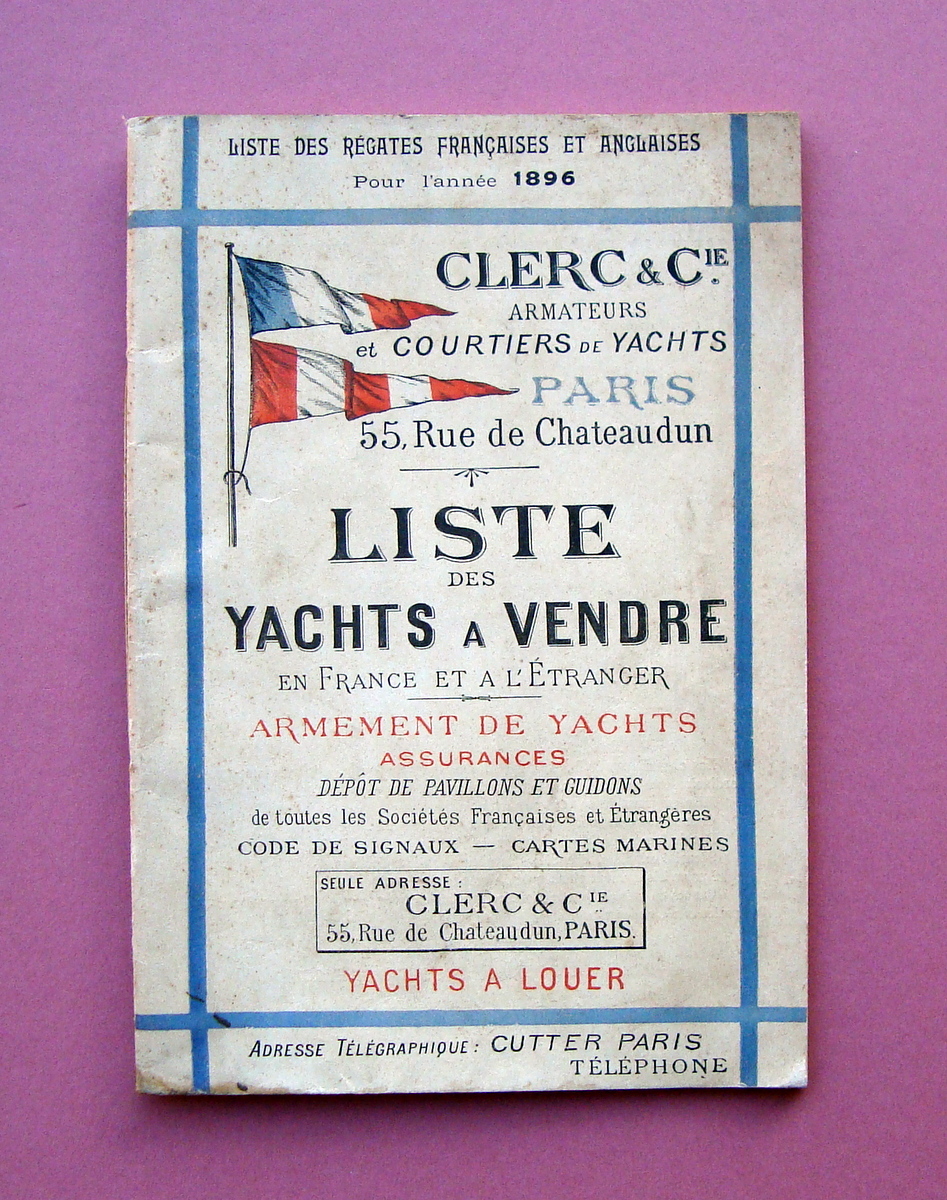 LISTE DES RÉGATES FRANÇAISES ET ANGLAISES
Pour l'année 1896
CLERC & CIE.
ARMATEURS
et COURTIERS DE YACHTS
PARIS
55, Rue de Chateaudun
LISTE
DES
YACHTS A VENDRE
EN FRANCE ET A L'ÉTRANGER
ARMEMENT DE YACHTS
ASSURANCES
DÉPÔT DE PAVILLONS ET GUIDONS
de toutes les Sociétés Françaises et Étrangères
CODE DE SIGNAUX — CARTES MARINES
SEULE ADRESSE :
CLERC & CIE
55, Rue de Chateaudun, PARIS.
YACHTS A LOUER
ADRESSE TÉLÉGRAPHIQUE : CUTTER PARIS
TÉLÉPHONE